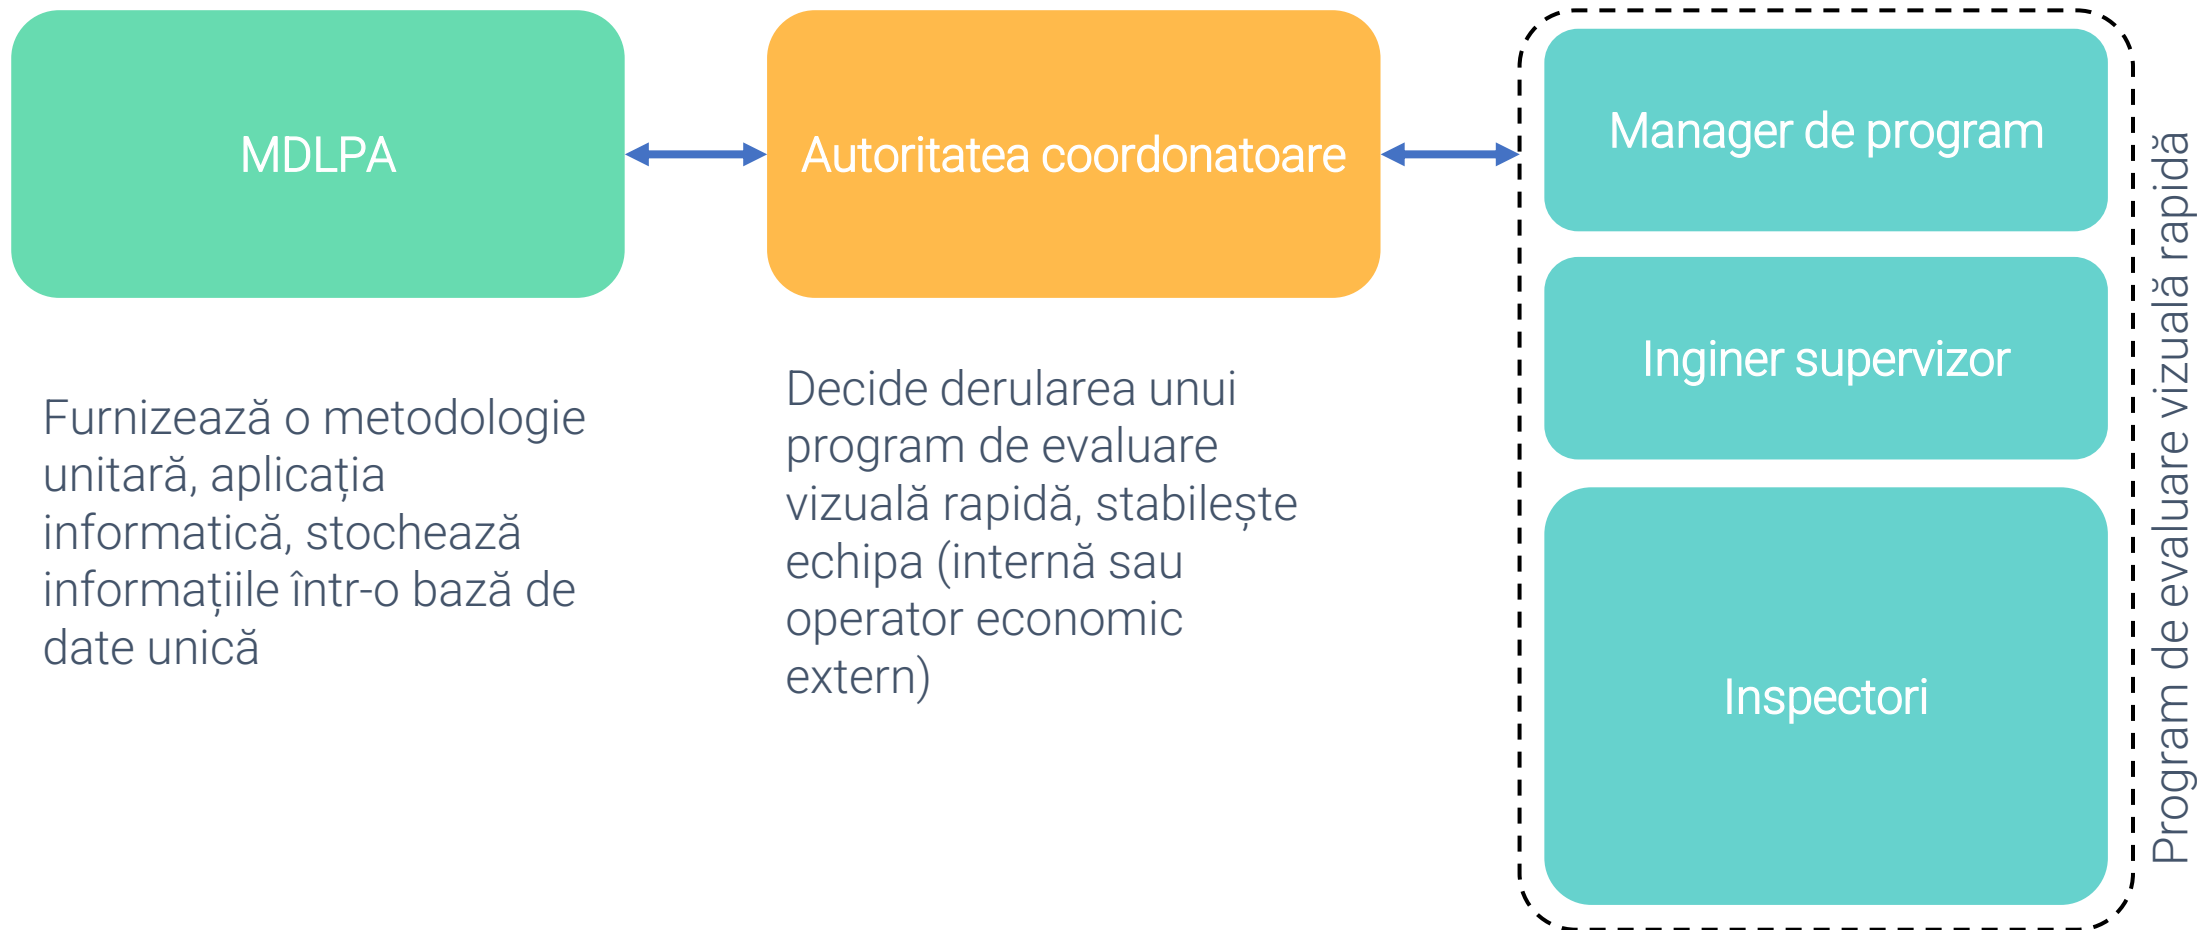 MDLPA
Furnizează o metodologie
unitară, aplicația
informatică, stochează
informațiile într-o bază de
date unică
Autoritatea coordonatoare
Decide derularea unui
program de evaluare
vizuală rapidă, stabilește
echipa (internă sau
operator economic
extern)
Manager de program
Inginer supervizor
Inspectori
Program de evaluare vizuală rapidă